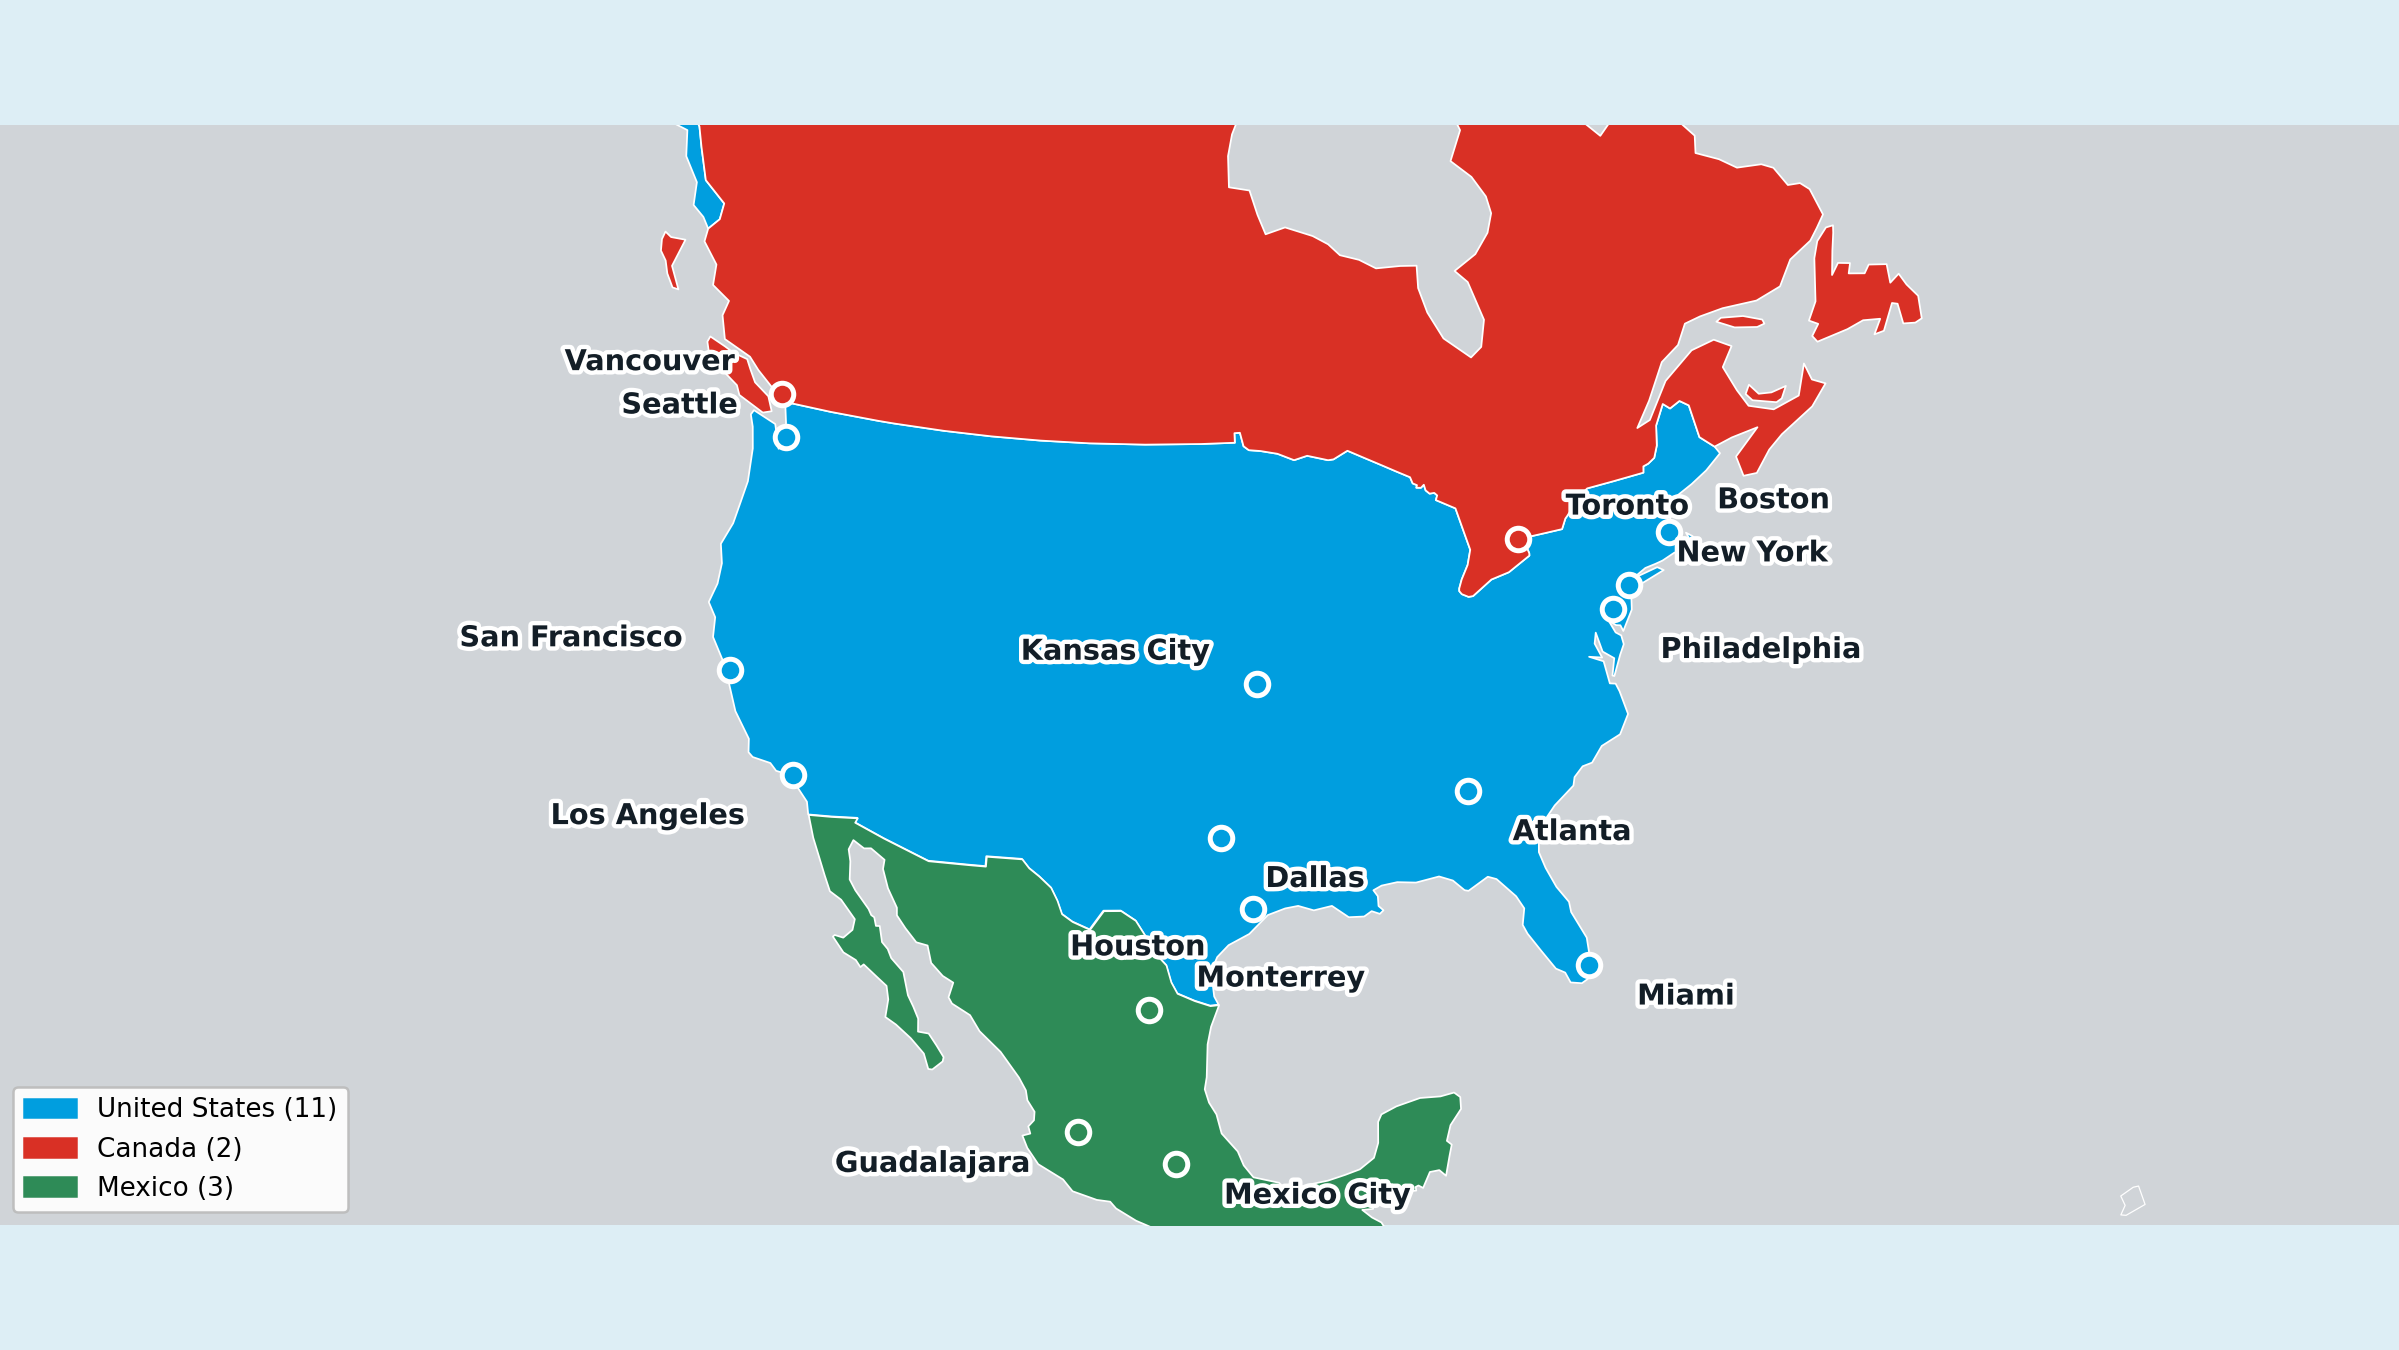 Vancouver
Seattle
Toronto
Boston
New York
San Francisco
Kansas City
Philadelphia
Los Angeles
Atlanta
Dallas
Houston
Monterrey
Miami
Guadalajara
Mexico City
United States (11)
Canada (2)
Mexico (3)